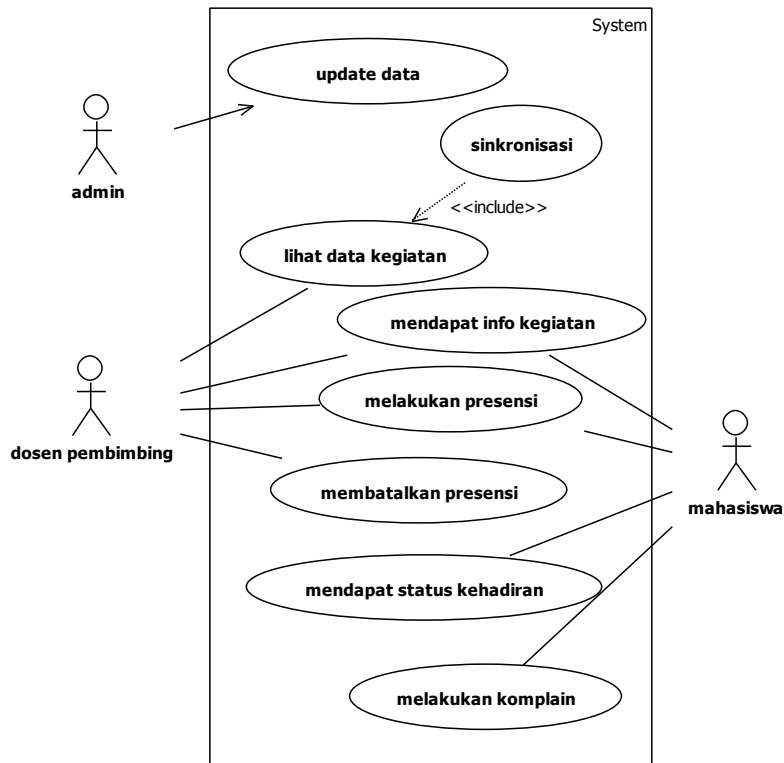 System
update data
sinkronisasi
admin
<<include>>
lihat data kegiatan
mendapat info kegiatan
melakukan presensi
dosen pembimbing
membatalkan presensi
mahasiswa
mendapat status kehadiran
melakukan komplain